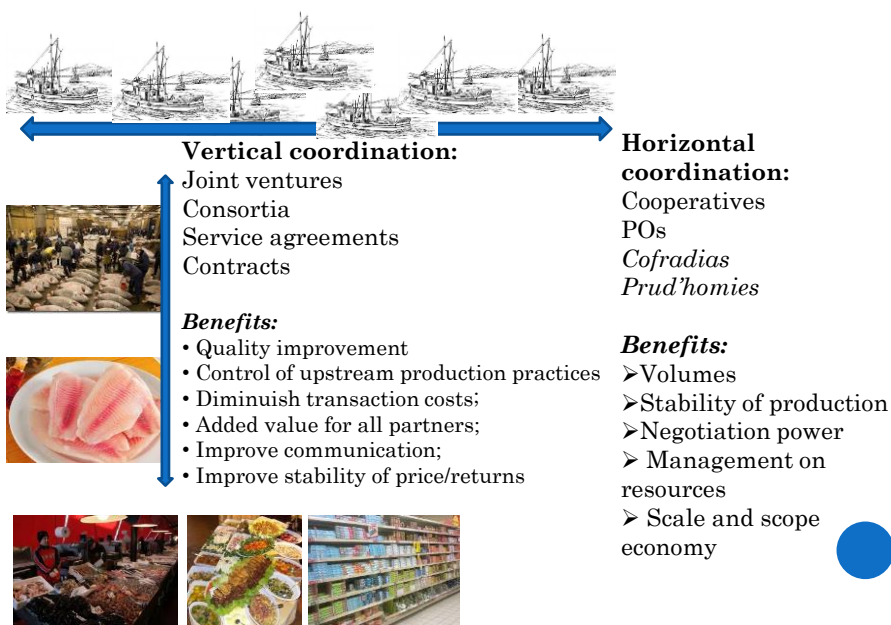 Vertical coordination:
Joint ventures
Consortia
Service agreements
Contracts
Benefits:
• Quality improvement
• Control of upstream production practices
• Diminuish transaction costs;
• Added value for all partners;
• Improve communication;
• Improve stability of price/returns
Horizontal
coordination:
Cooperatives
POs
Cofradias
Prud’homies
Benefits:
➢Volumes
➢Stability of production
➢Negotiation power
➢ Management on
resources
➢ Scale and scope
economy